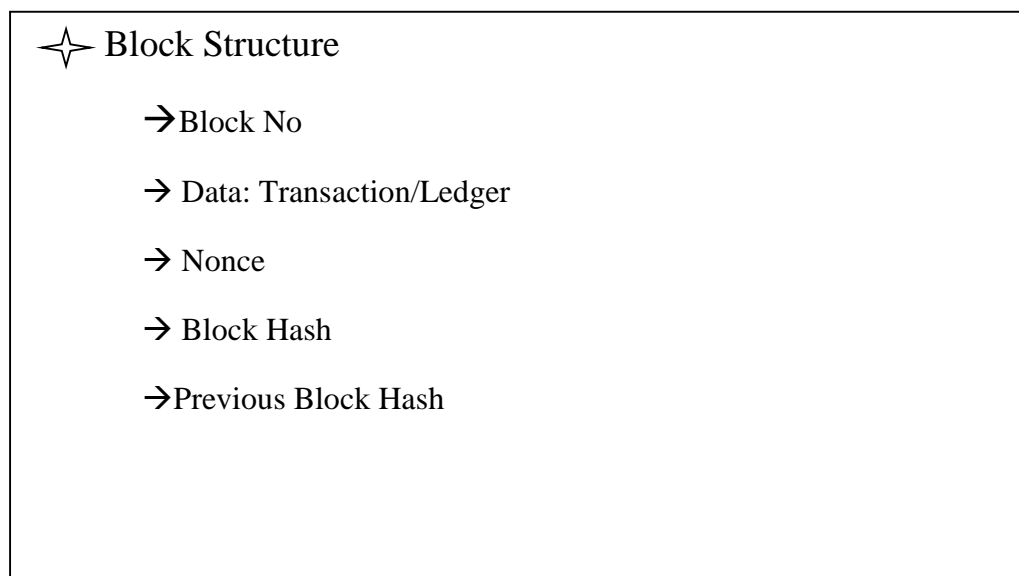 Block Structure
→Block No
→ Data: Transaction/Ledger
→ Nonce
→ Block Hash
→Previous Block Hash